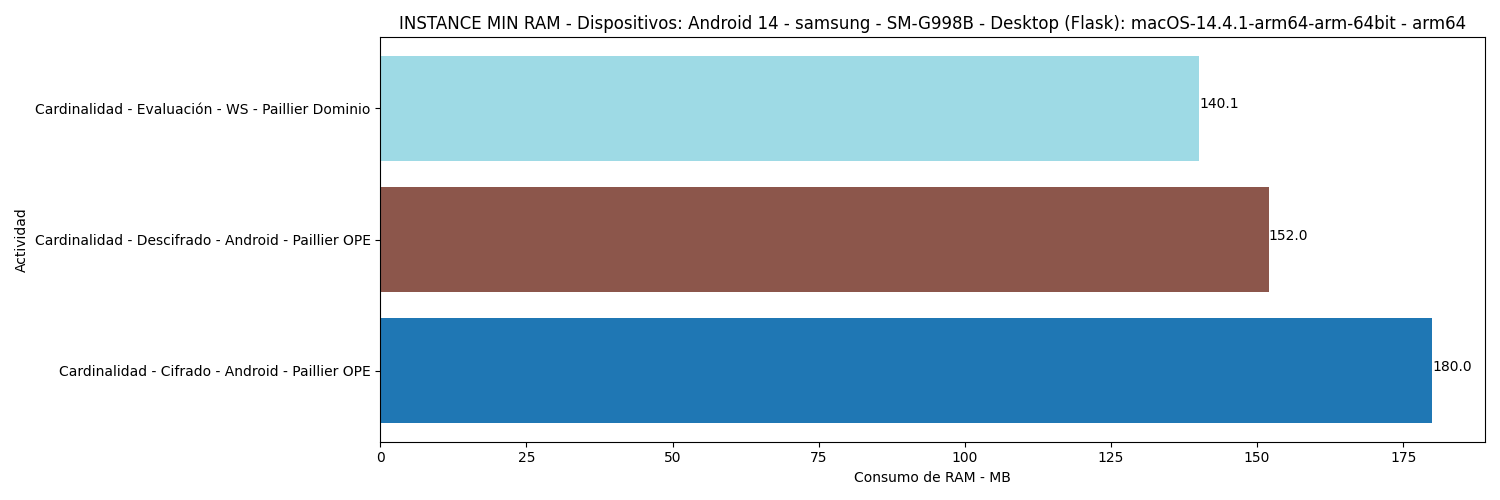 INSTANCE MIN RAM - Dispositivos: Android 14 - samsung - SM-G998B - Desktop (Flask): macOS-14.4.1-arm64-arm-64bit - arm64
Cardinalidad - Evaluación - WS - Paillier Dominio
140.1
Cardinalidad - Descifrado - Android - Paillier OPE
152.0
Cardinalidad - Cifrado - Android - Paillier OPE
180.0
Actividad
0 25 50 75 100 125 150 175
Consumo de RAM - MB